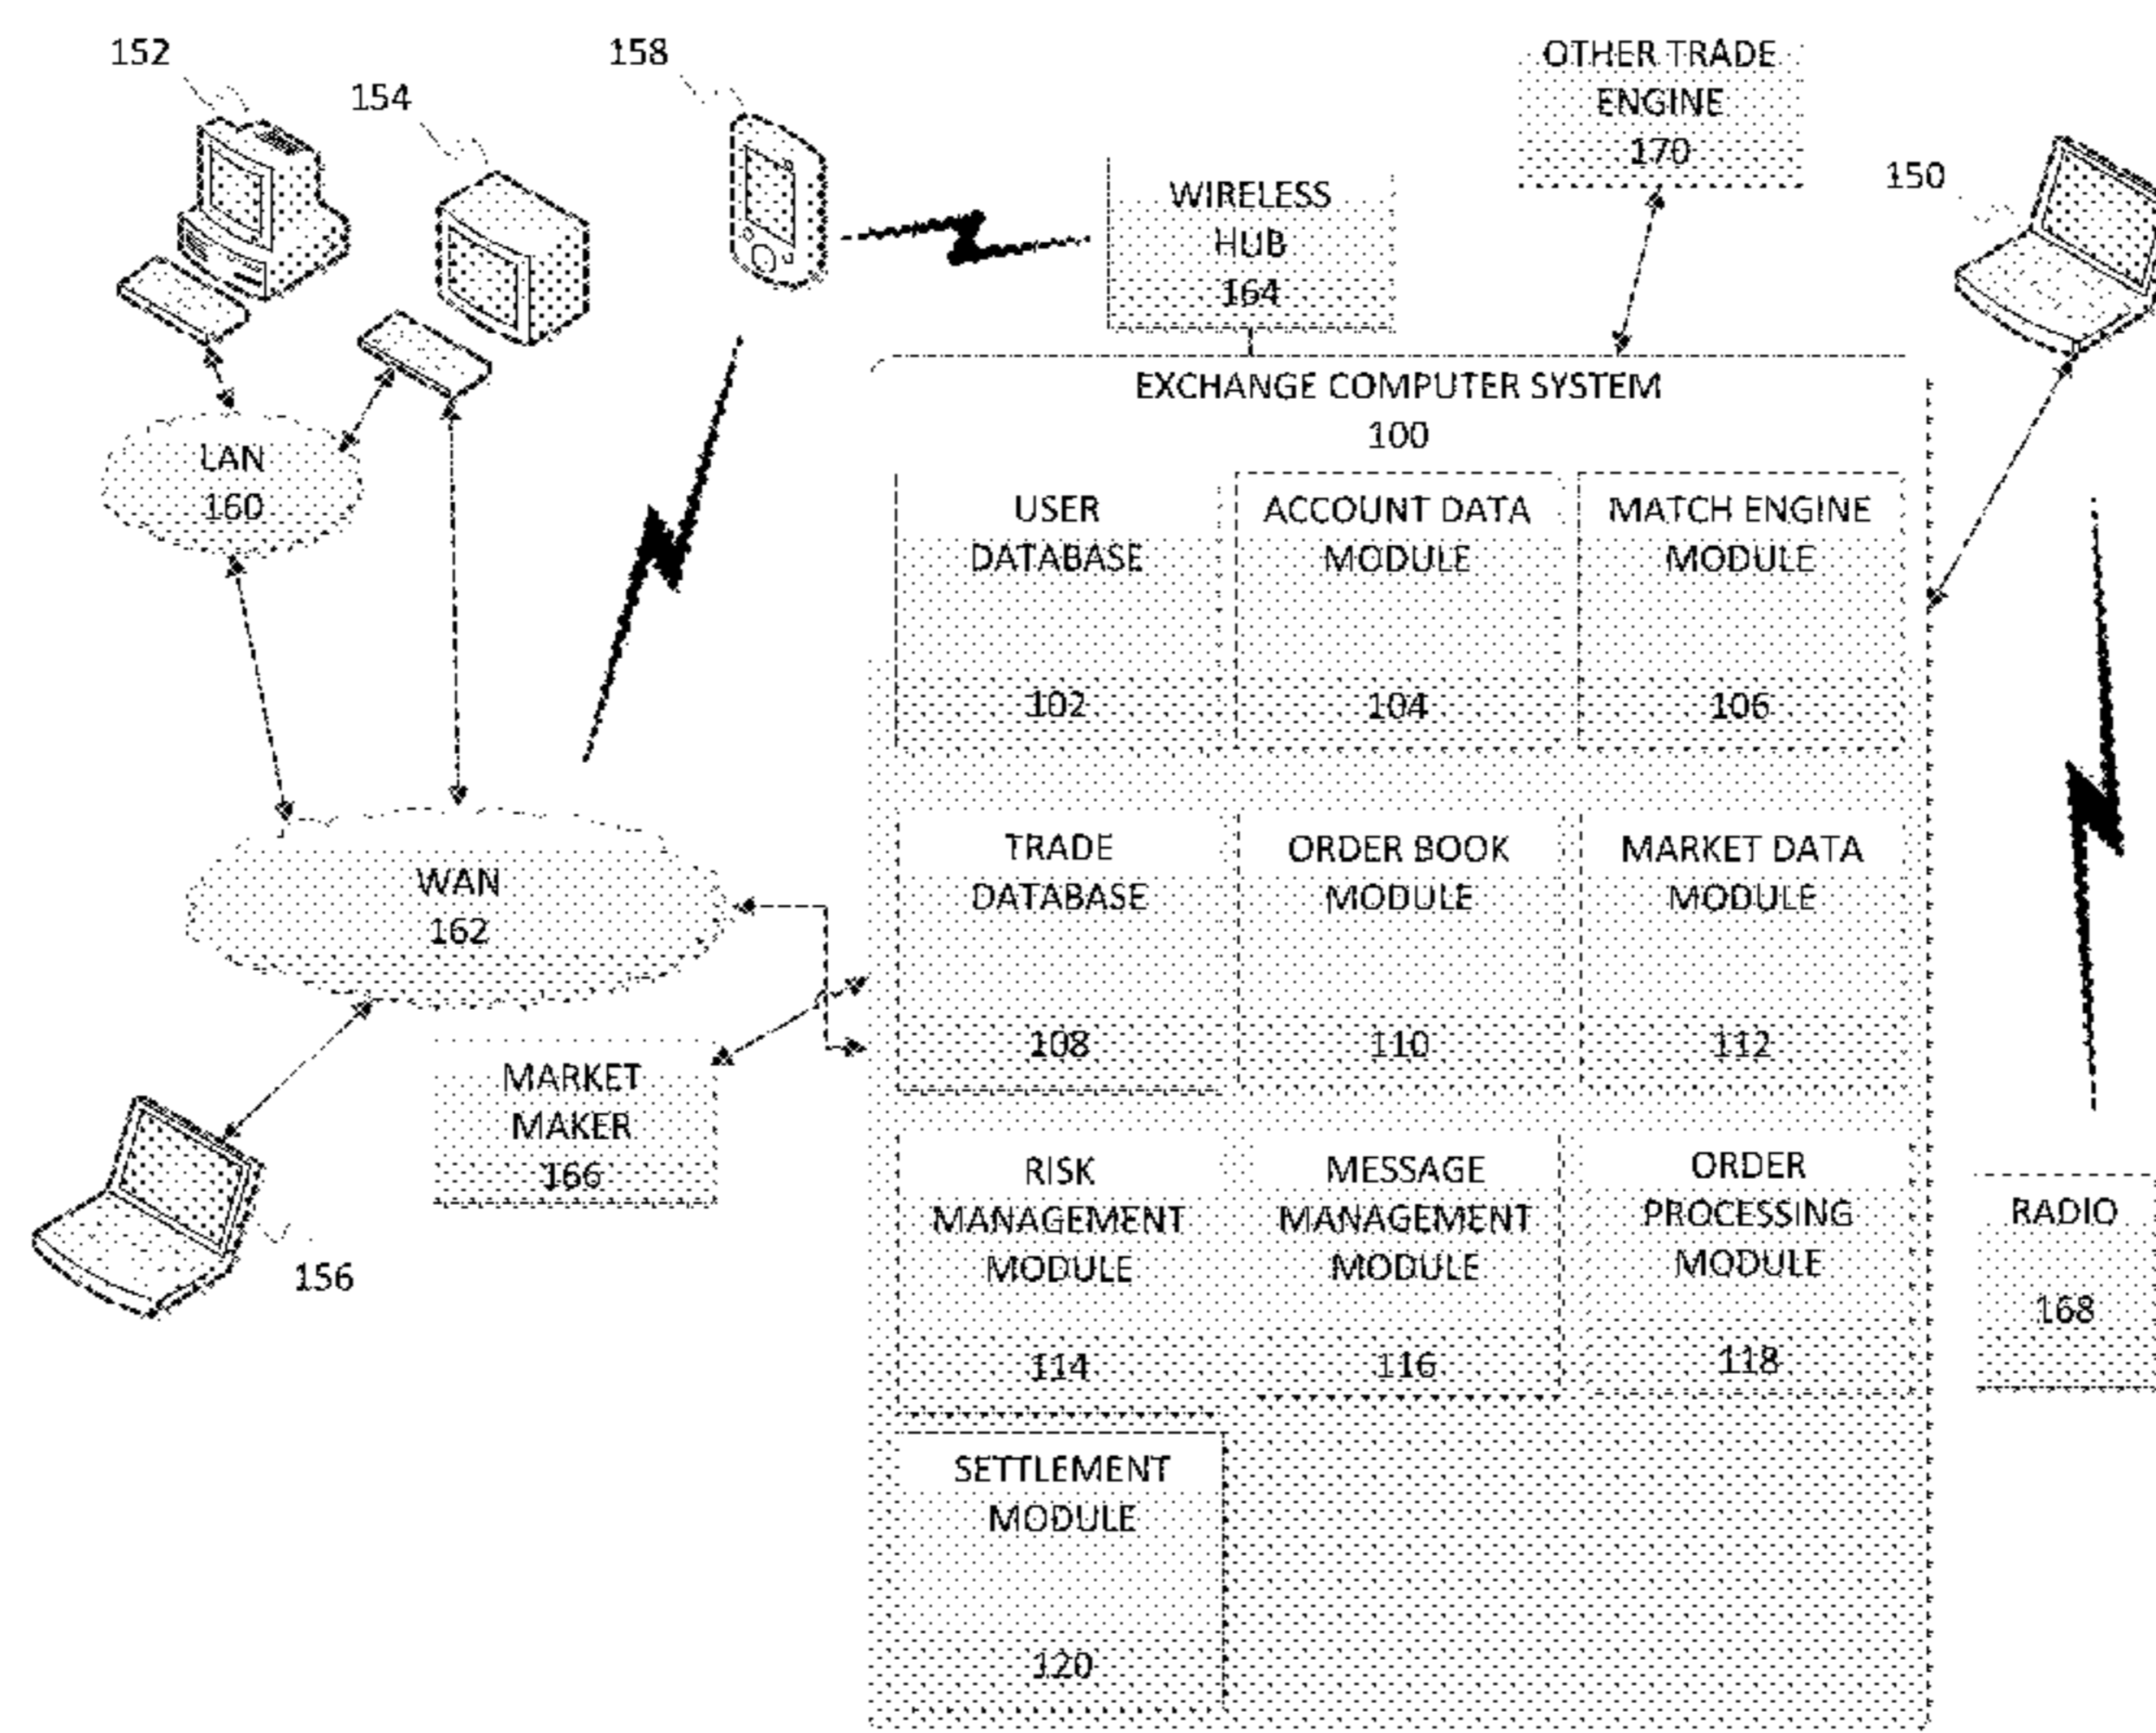 152
154
158
OTHER TRADE
ENGINE
170
150
WIRELESS
HUB
164
EXCHANGE COMPUTER SYSTEM
100
LAN
160
USER
DATABASE
102
ACCOUNT DATA
MODULE
104
MATCH ENGINE
MODULE
106
WAN
162
TRADE
DATABASE
108
ORDER BOOK
MODULE
110
MARKET DATA
MODULE
112
MARKET
MAKER
166
156
RISK
MANAGEMENT
MODULE
114
MESSAGE
MANAGEMENT
MODULE
116
ORDER
PROCESSING
MODULE
118
RADIO
168
SETTLEMENT
MODULE
120